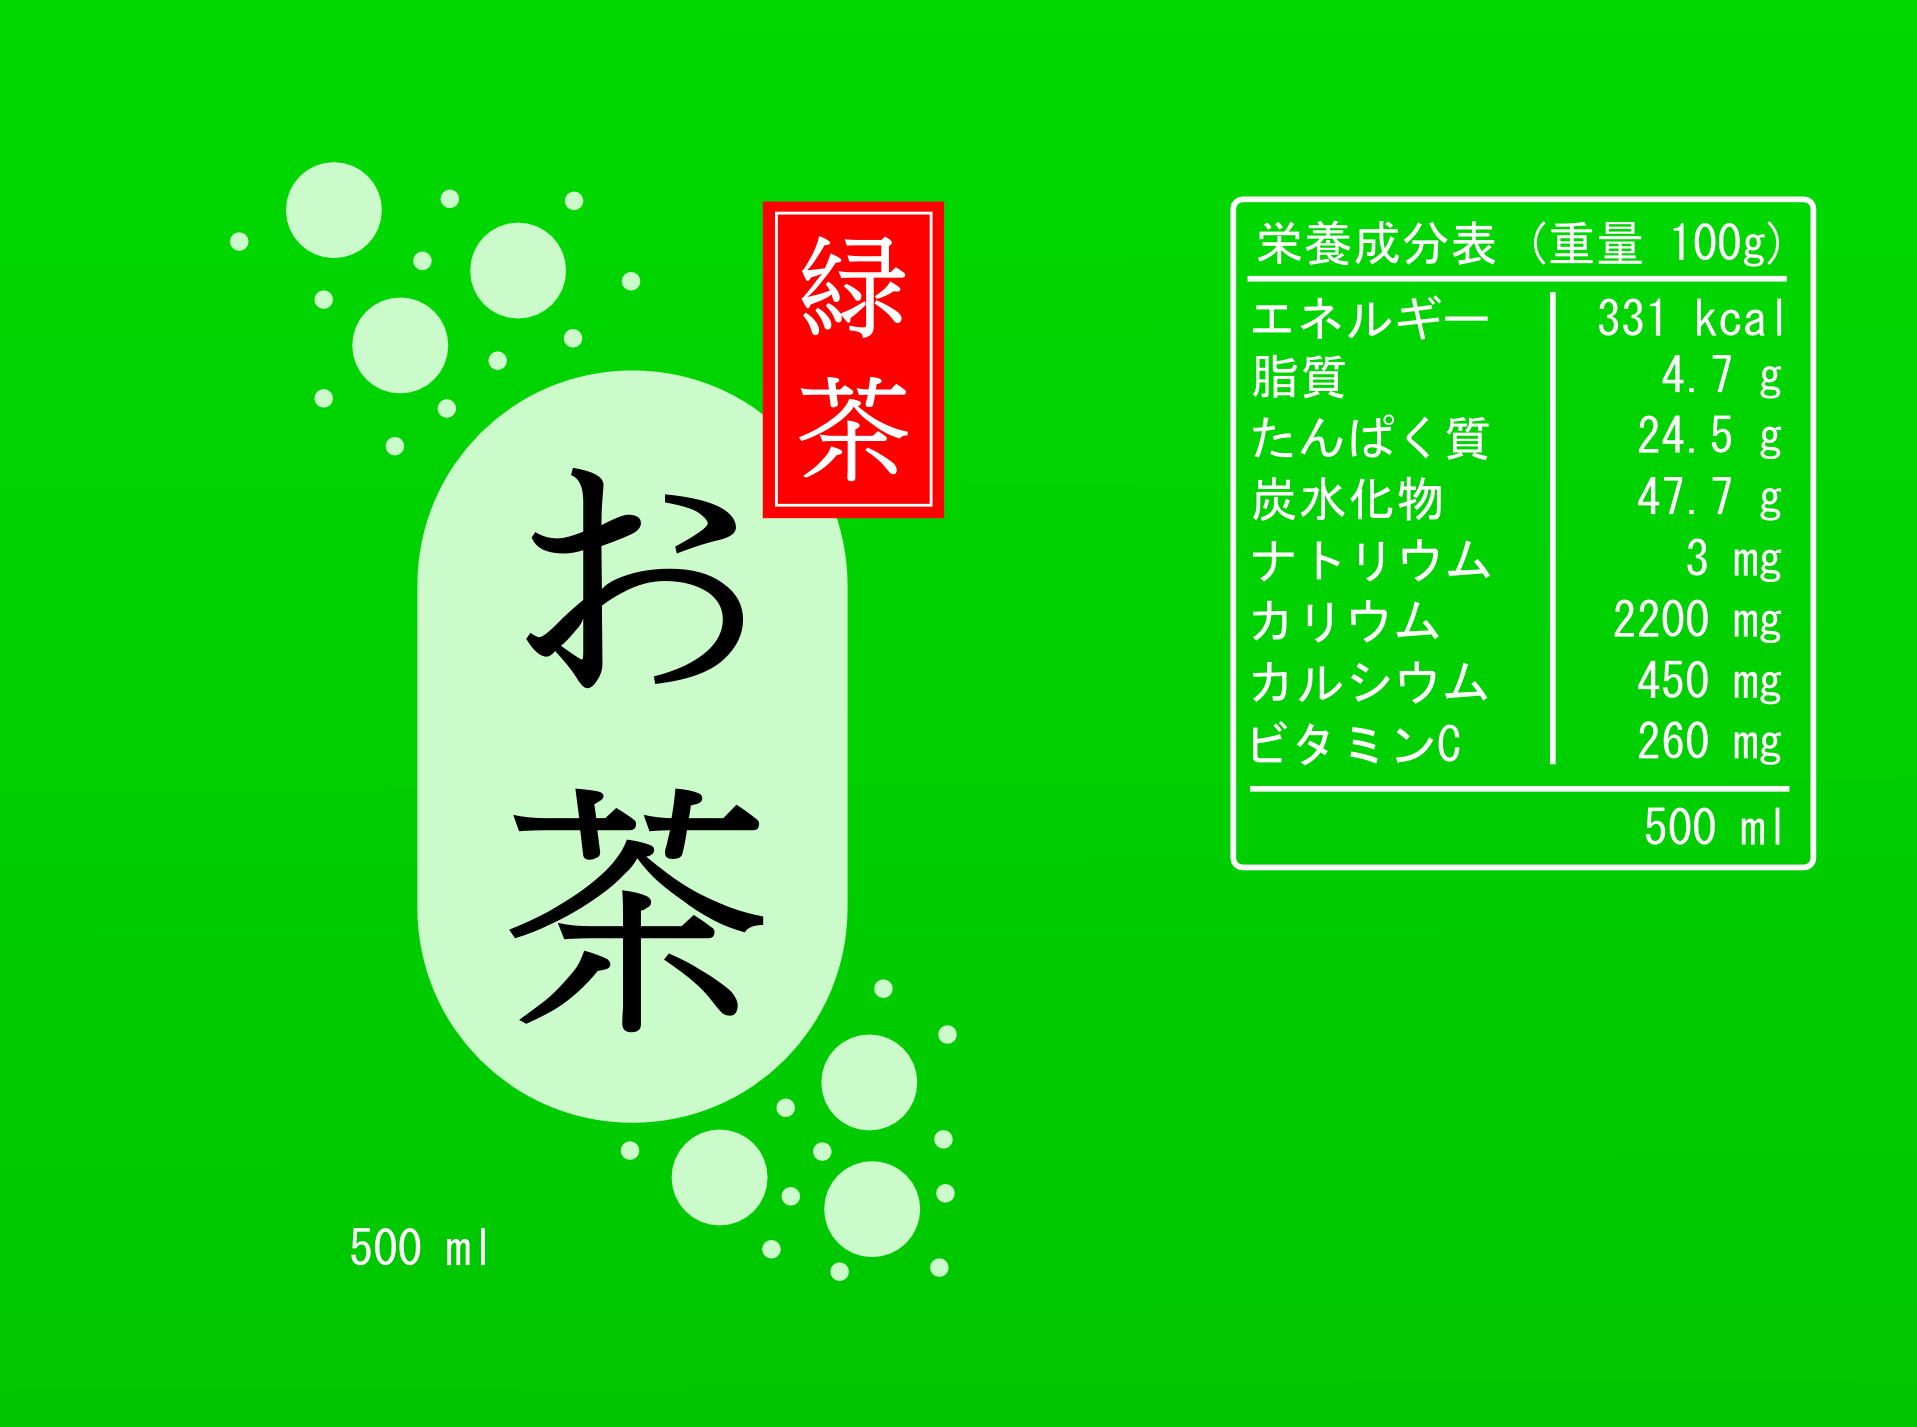 緑茶
お茶
500 ml
栄養成分表（重量 100g）
エネルギー 331 kcal
脂質 4.7 g
たんぱく質 24.5 g
炭水化物 47.7 g
ナトリウム 3 mg
カリウム 2200 mg
カルシウム 450 mg
ビタミンC 260 mg
500 ml